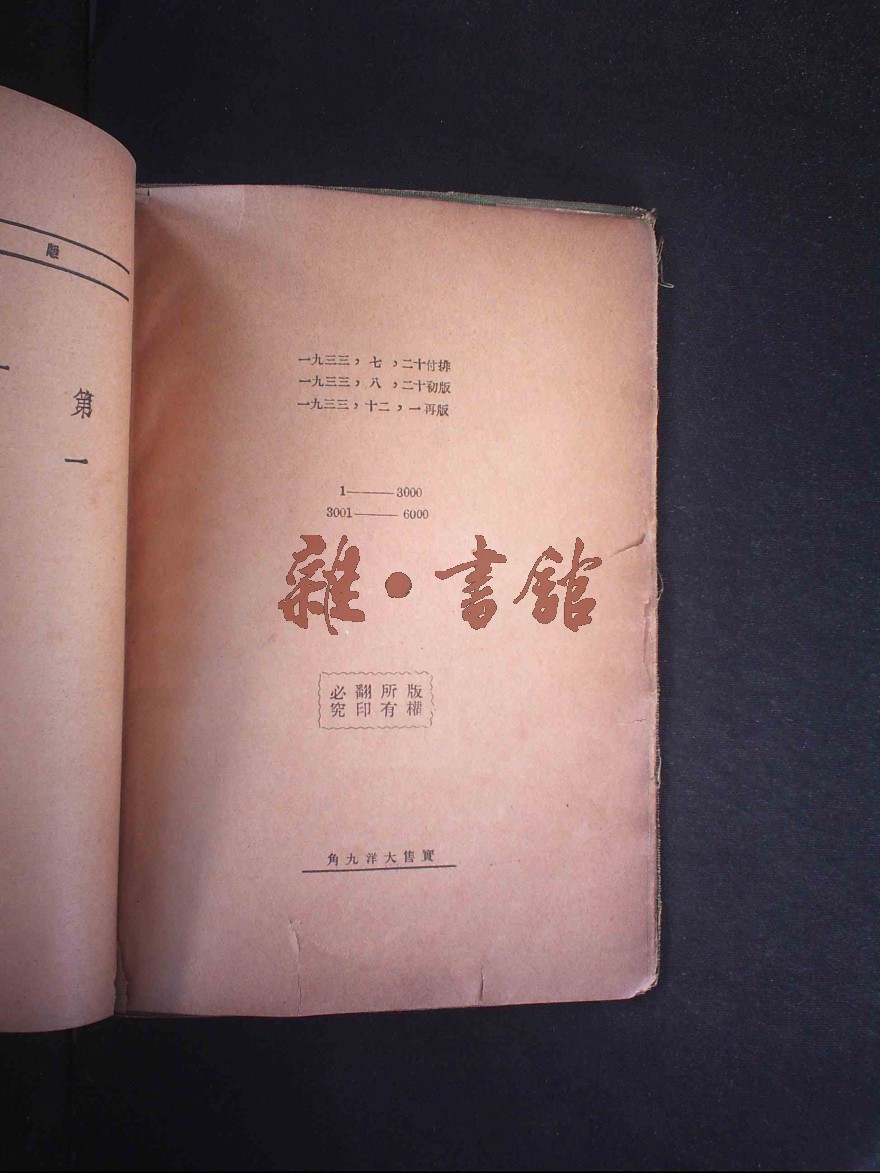 第一
一九三三，七，二十付排
一九三三，八，二十初版
一九三三，十二，一再版
1———3000
3001———6000
雜·書館
版權
所有
翻印
必究
實售大洋九角